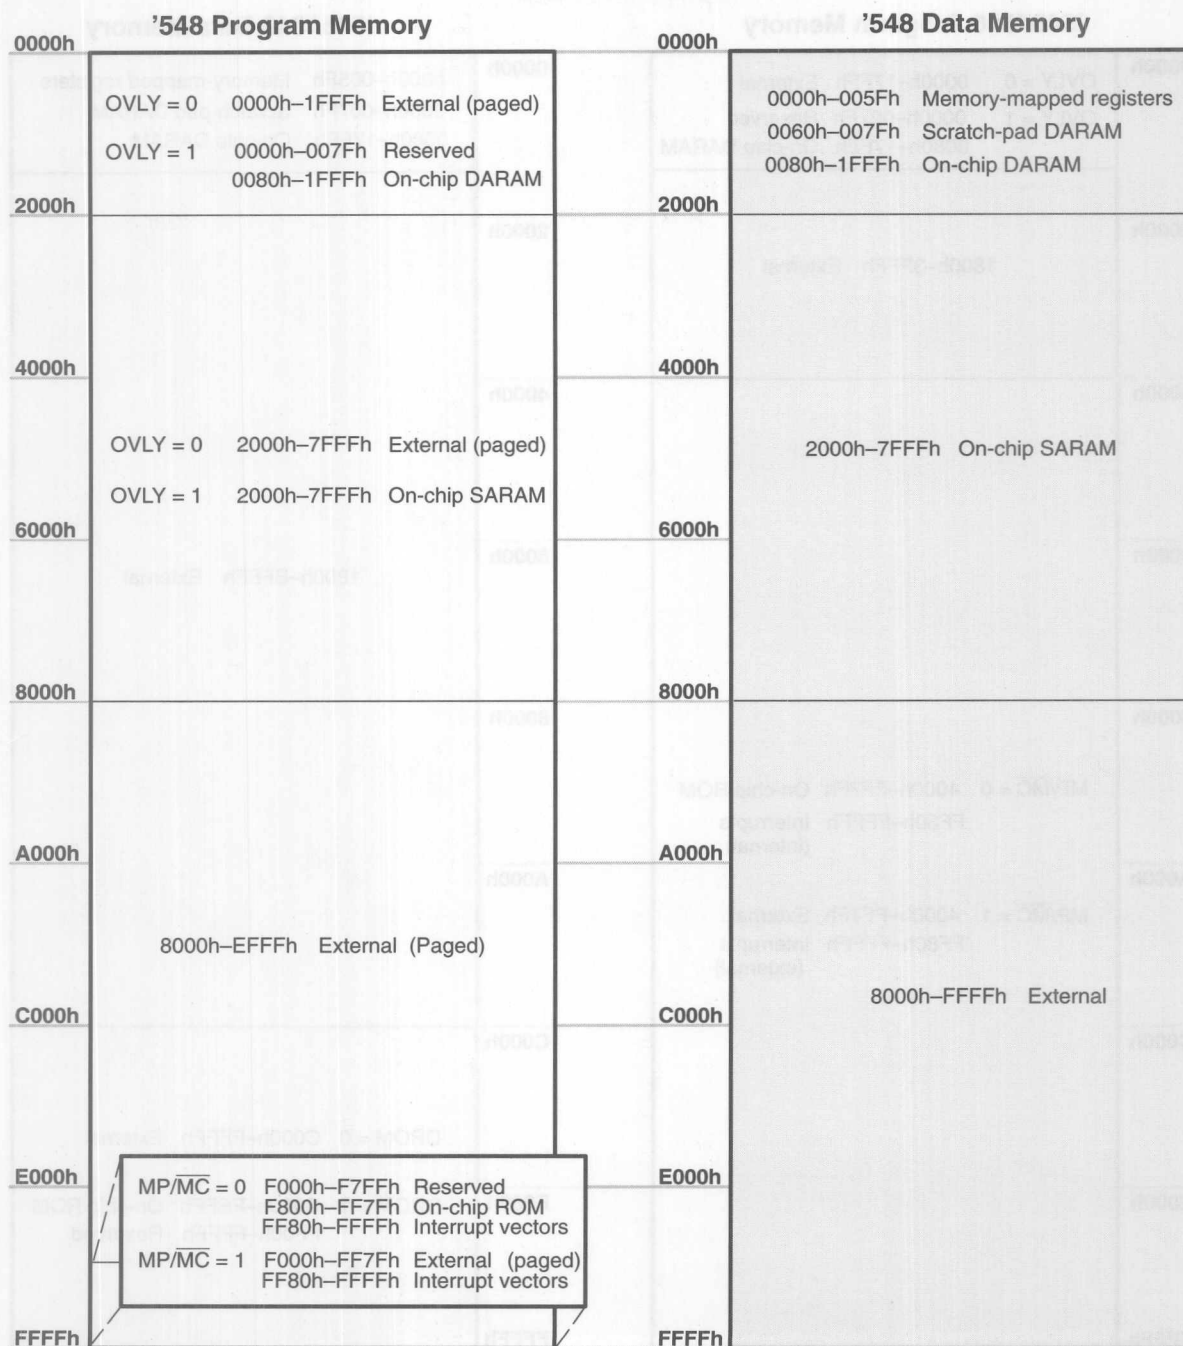 '548 Program Memory
0000h
OVLY = 0 0000h–1FFFh External (paged)
OVLY = 1 0000h–007Fh Reserved
0080h–1FFFh On-chip DARAM
2000h
4000h
OVLY = 0 2000h–7FFFh External (paged)
OVLY = 1 2000h–7FFFh On-chip SARAM
6000h
8000h
A000h
8000h–EFFFh External (Paged)
C000h
E000h
MP/M̅C̅ = 0 F000h–F7FFh Reserved
F800h–FF7Fh On-chip ROM
FF80h–FFFFh Interrupt vectors
MP/M̅C̅ = 1 F000h–FF7Fh External (paged)
FF80h–FFFFh Interrupt vectors
FFFFh
'548 Data Memory
0000h
0000h–005Fh Memory-mapped registers
0060h–007Fh Scratch-pad DARAM
0080h–1FFFh On-chip DARAM
2000h
4000h
2000h–7FFFh On-chip SARAM
6000h
8000h
A000h
8000h–FFFFh External
C000h
E000h
FFFFh